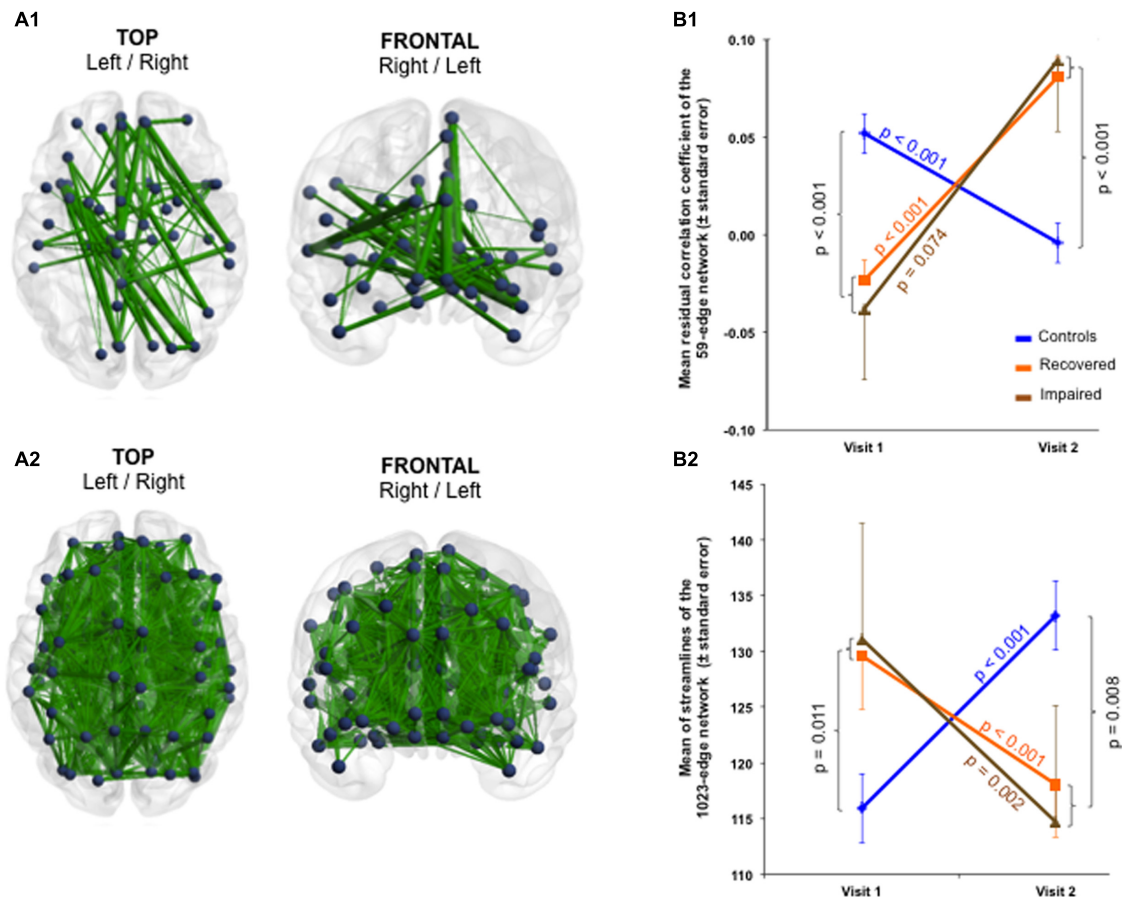 A1
TOP
Left / Right
FRONTAL
Right / Left
B1
Mean residual correlation coefficient of the
59-edge network (± standard error)
0.10
0.05
0.00
-0.05
-0.10
p < 0.001
p < 0.001
p < 0.001
p = 0.074
p < 0.001
Controls
Recovered
Impaired
Visit 1
Visit 2
A2
TOP
Left / Right
FRONTAL
Right / Left
B2
Mean of streamlines of the
1023-edge network (± standard error)
145
140
135
130
125
120
115
110
p = 0.011
p < 0.001
p < 0.001
p = 0.002
p = 0.008
Visit 1
Visit 2